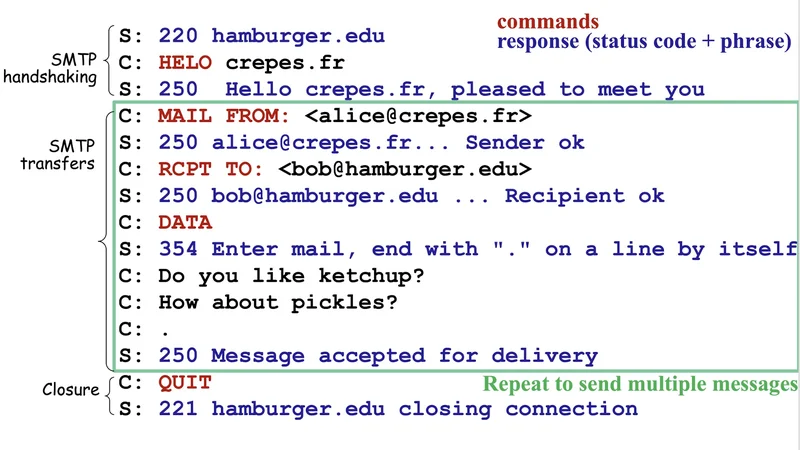 commands
response (status code + phrase)
SMTP
handshaking
S: 220 hamburger.edu
C: HELO crepes.fr
S: 250  Hello crepes.fr, pleased to meet you
SMTP
transfers
C: MAIL FROM: <alice@crepes.fr>
S: 250 alice@crepes.fr... Sender ok
C: RCPT TO: <bob@hamburger.edu>
S: 250 bob@hamburger.edu ... Recipient ok
C: DATA
S: 354 Enter mail, end with "." on a line by itself
C: Do you like ketchup?
C: How about pickles?
C: .
S: 250 Message accepted for delivery
Closure
C: QUIT
Repeat to send multiple messages
S: 221 hamburger.edu closing connection